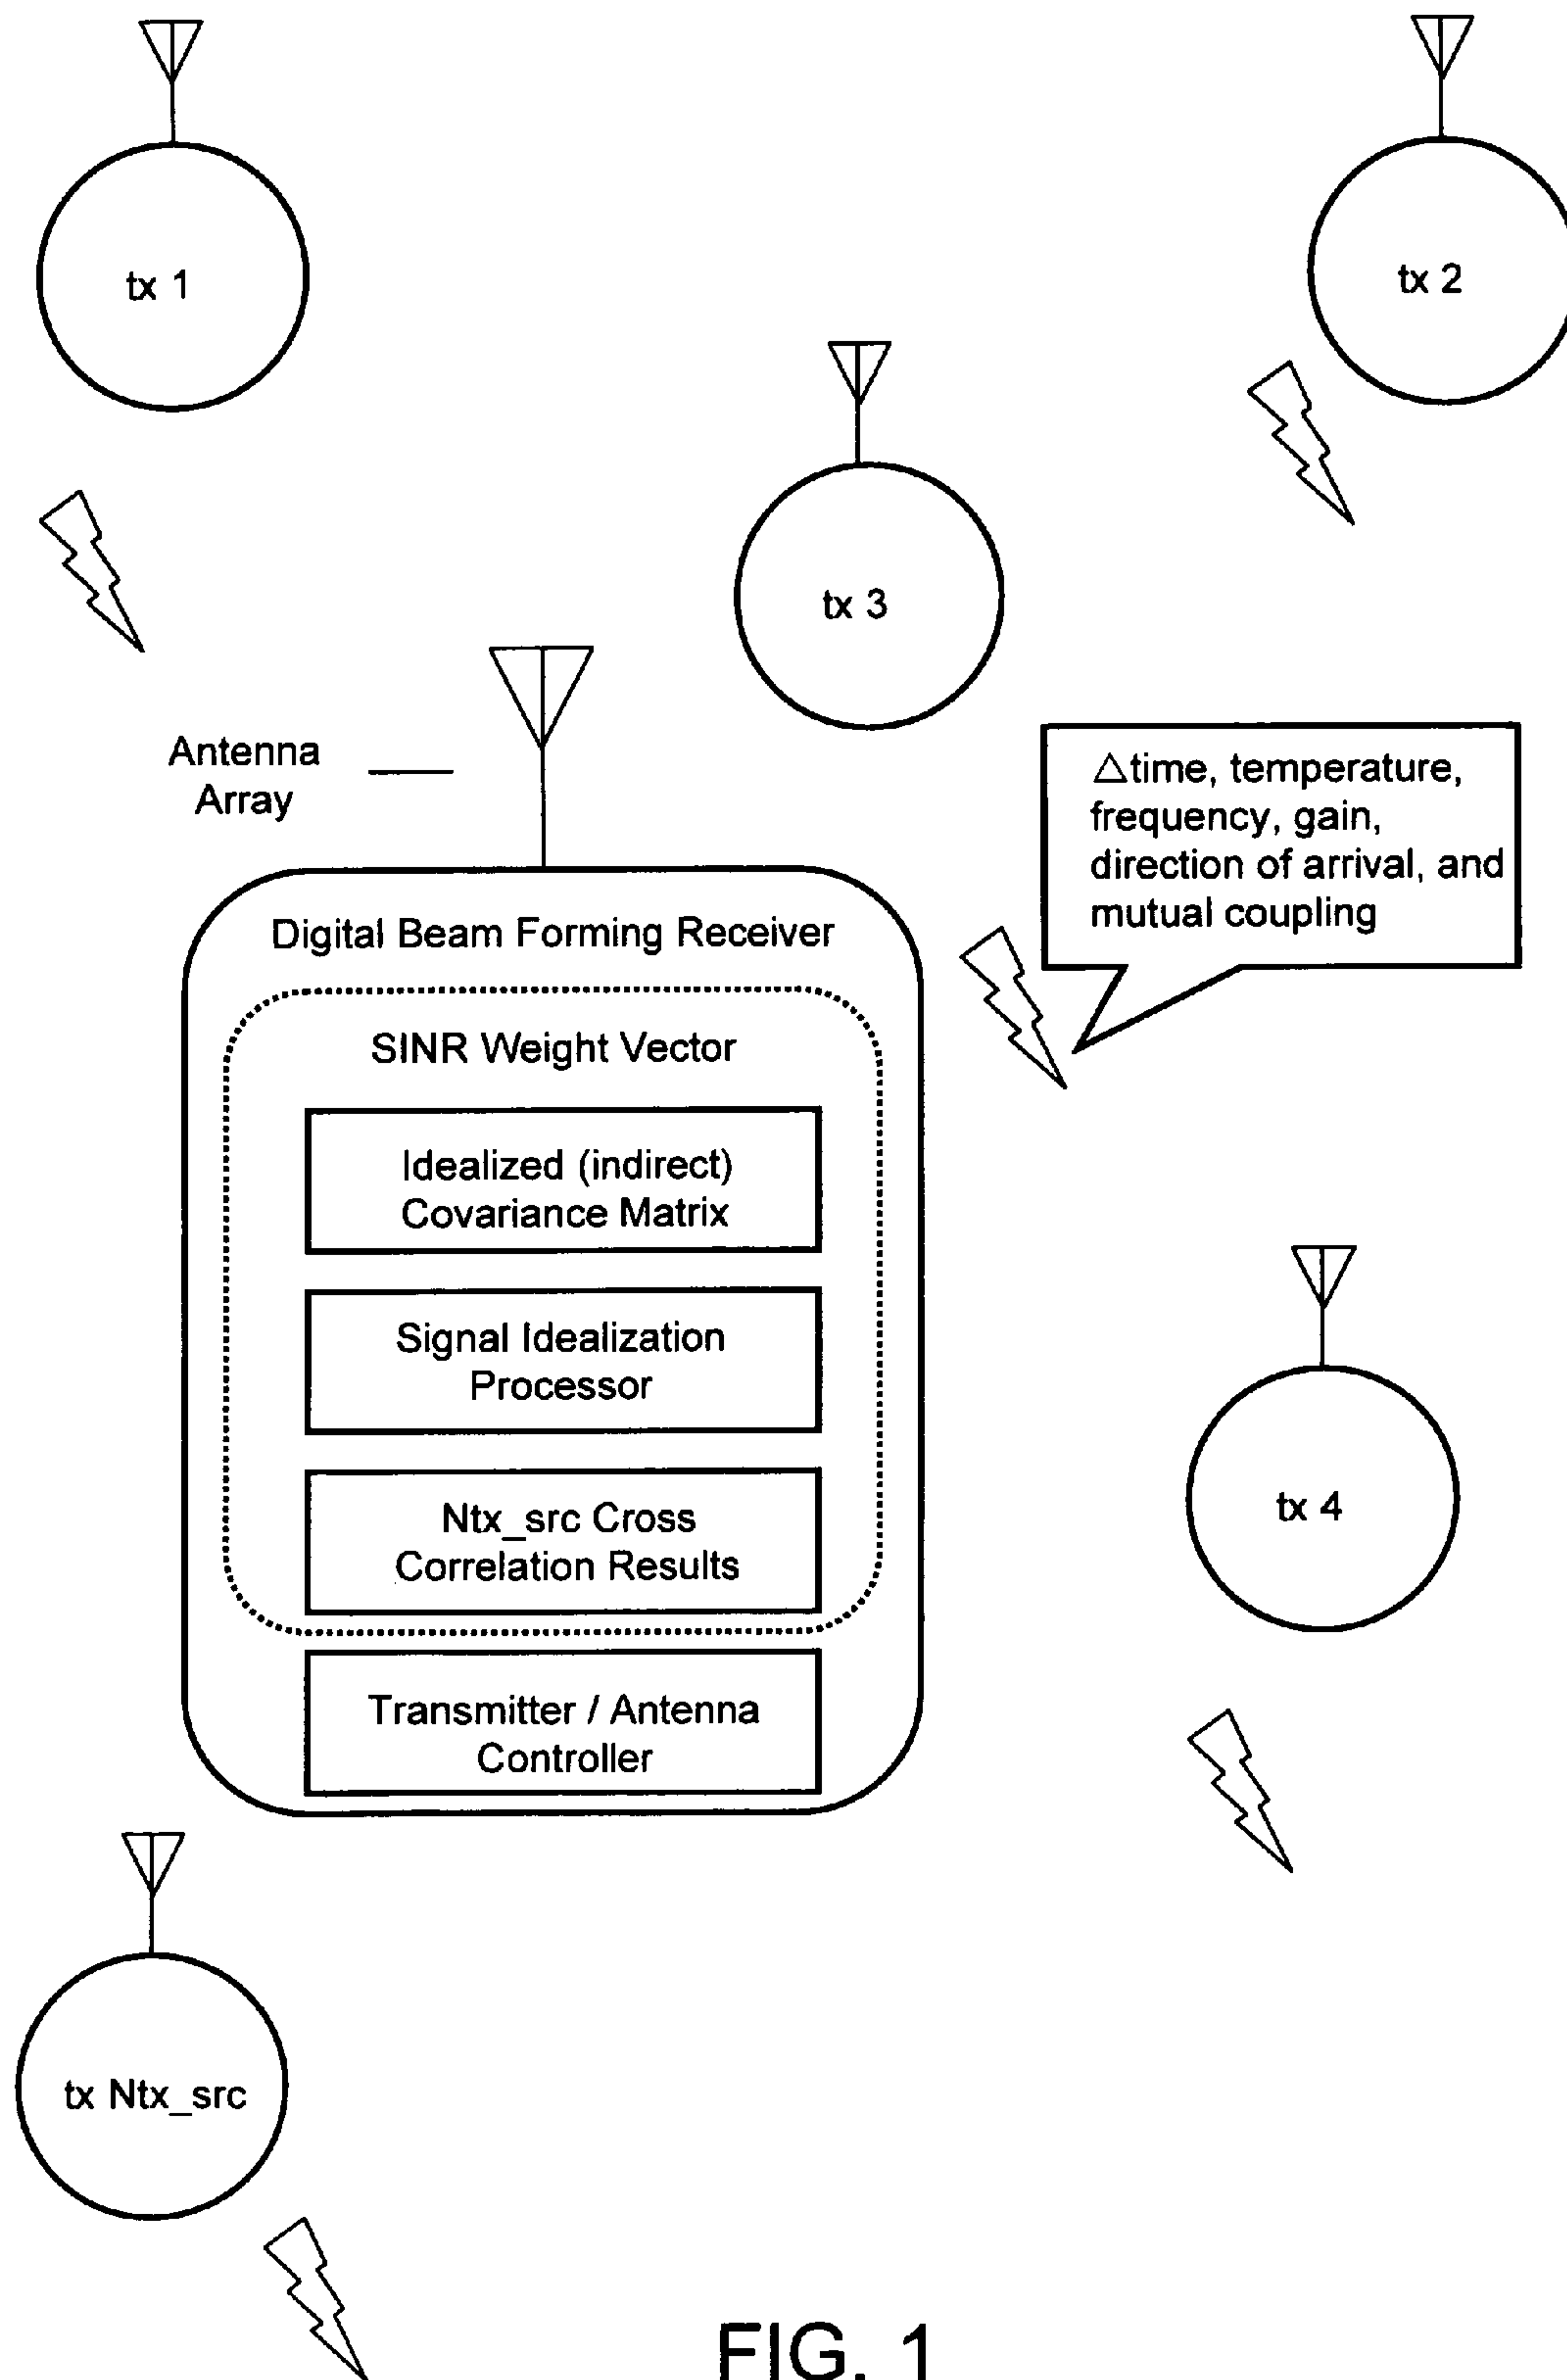 tx 1
tx 2
tx 3
Antenna
Array
△time, temperature,
frequency, gain,
direction of arrival, and
mutual coupling
Digital Beam Forming Receiver
SINR Weight Vector
Idealized (indirect)
Covariance Matrix
Signal Idealization
Processor
Ntx_src Cross
Correlation Results
Transmitter / Antenna
Controller
tx 4
tx Ntx_src
FIG. 1